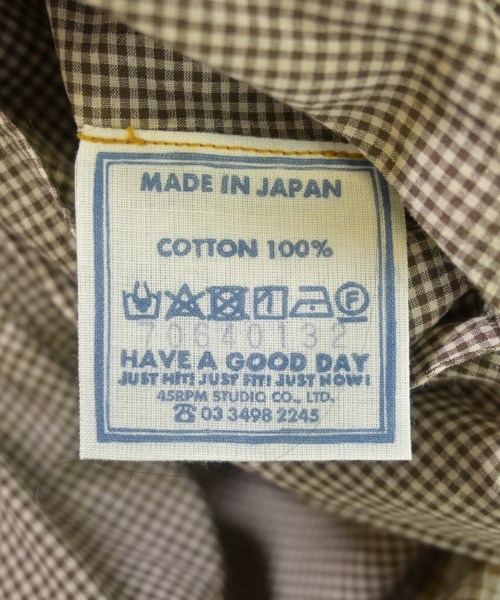 MADE IN JAPAN
COTTON 100%
F
70640132
HAVE A GOOD DAY
JUST HIT! JUST FIT! JUST NOW!
45RPM STUDIO CO., LTD.
☎ 03 3498 2245